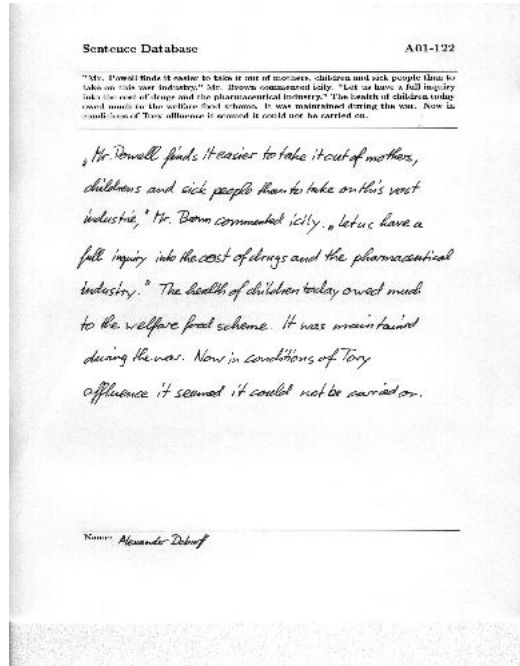 Sentence Database A01-122
"Mr. Powell finds it easier to take it out of mothers, children and sick people than to
take on this vast industry," Mr. Brown commented icily. "Let us have a full inquiry
into the cost of drugs and the pharmaceutical industry." The health of children today
owed much to the welfare food scheme. It was maintained during the war. Now in
conditions of Tory affluence it seemed it could not be carried on.
„Mr. Powell finds it easier to take it out of mothers,
childrens and sick people than to take on this vast
industrie," Mr. Brown commented icily. „Let us have a
full inquiry into the cost of drugs and the pharmaceutical
industry." The health of children today owed much
to the welfare food scheme. It was maintained
during the war. Now in conditions of Tory
affluence it seemed it could not be carried on.
Name: Alexander